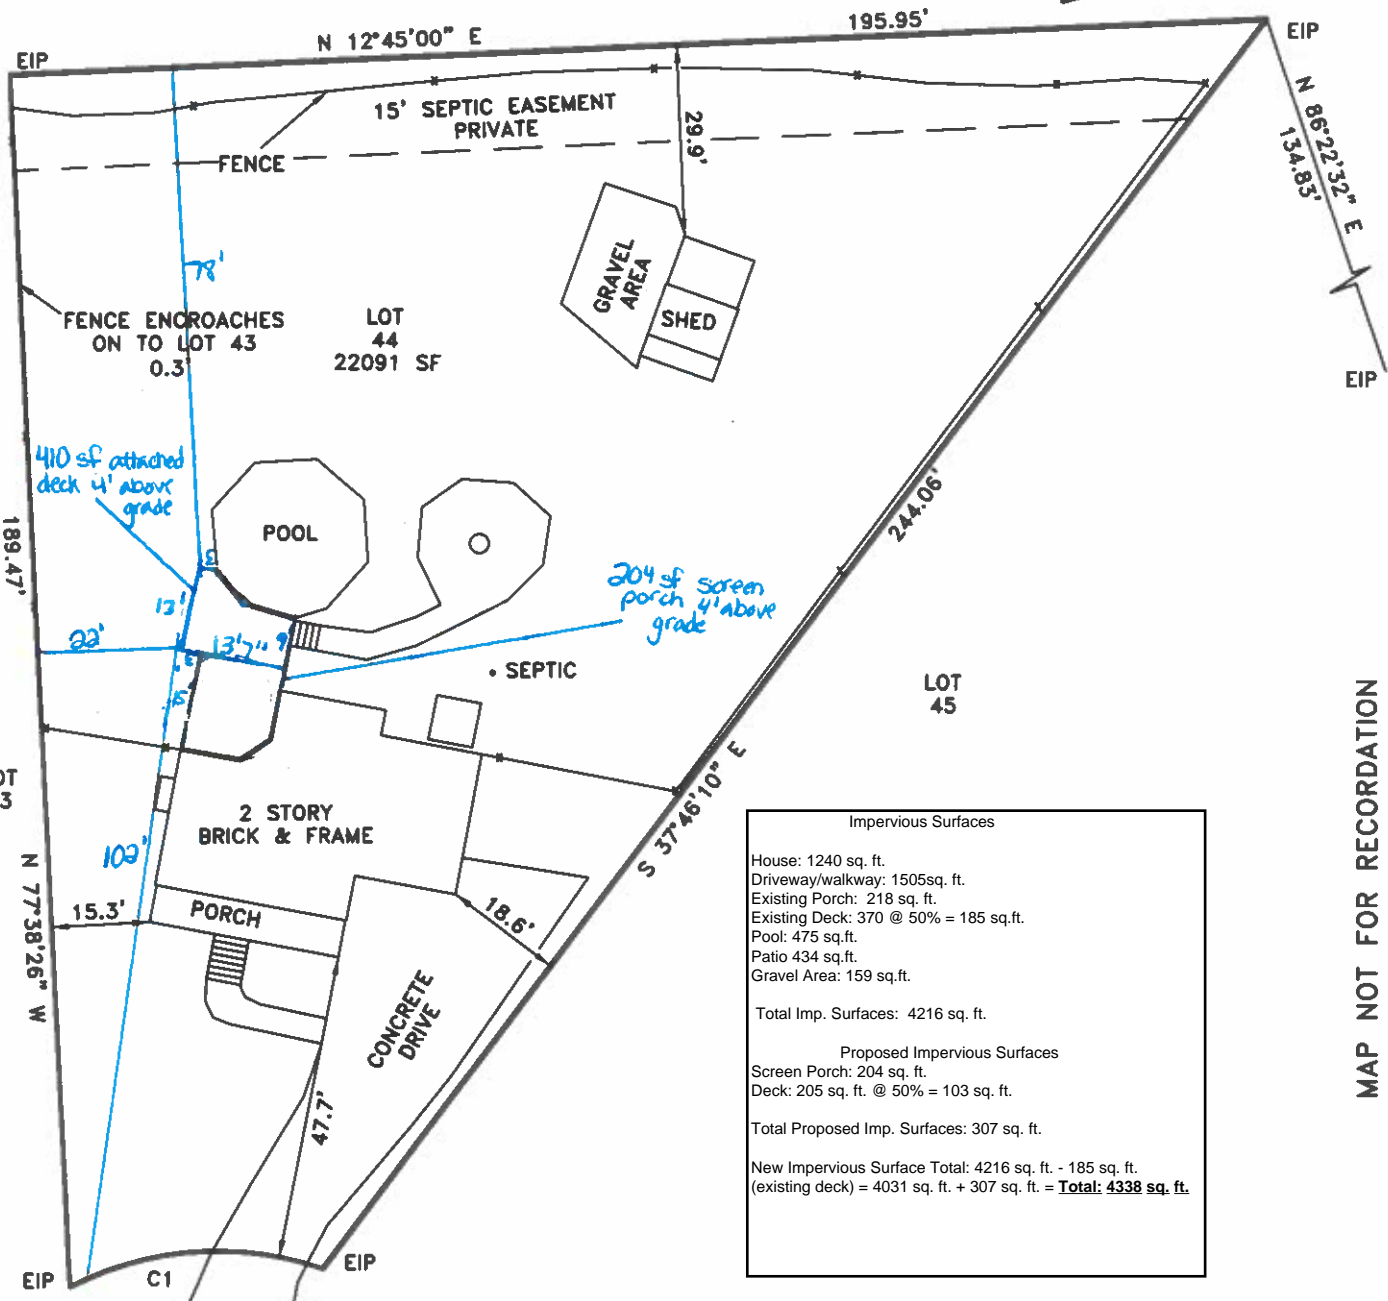 195.95'
N 12°45'00" E
EIP
EIP
15' SEPTIC EASEMENT
PRIVATE
FENCE
29.9'
N 86°22'32" E
134.83'
EIP
78'
GRAVEL
AREA
SHED
FENCE ENCROACHES
ON TO LOT 43
0.3'
LOT
44
22091 SF
410 sf attached
deck 4' above
grade
189.47'
POOL
244.06'
3
204 sf screen
porch 4' above
grade
22'
13'7"
9
3
15'
SEPTIC
LOT
45
2 STORY
BRICK & FRAME
102'
S 37°46'10" E
N 77°38'26" W
15.3'
PORCH
18.6'
CONCRETE
DRIVE
47.7'
EIP
C1
EIP
MAP NOT FOR RECORDATION
Impervious Surfaces
House: 1240 sq. ft.
Driveway/walkway: 1505sq. ft.
Existing Porch: 218 sq. ft.
Existing Deck: 370 @ 50% = 185 sq.ft.
Pool: 475 sq.ft.
Patio 434 sq.ft.
Gravel Area: 159 sq.ft.
Total Imp. Surfaces: 4216 sq. ft.
Proposed Impervious Surfaces
Screen Porch: 204 sq. ft.
Deck: 205 sq. ft. @ 50% = 103 sq. ft.
Total Proposed Imp. Surfaces: 307 sq. ft.
New Impervious Surface Total: 4216 sq. ft. - 185 sq. ft.
(existing deck) = 4031 sq. ft. + 307 sq. ft. = Total: 4338 sq. ft.